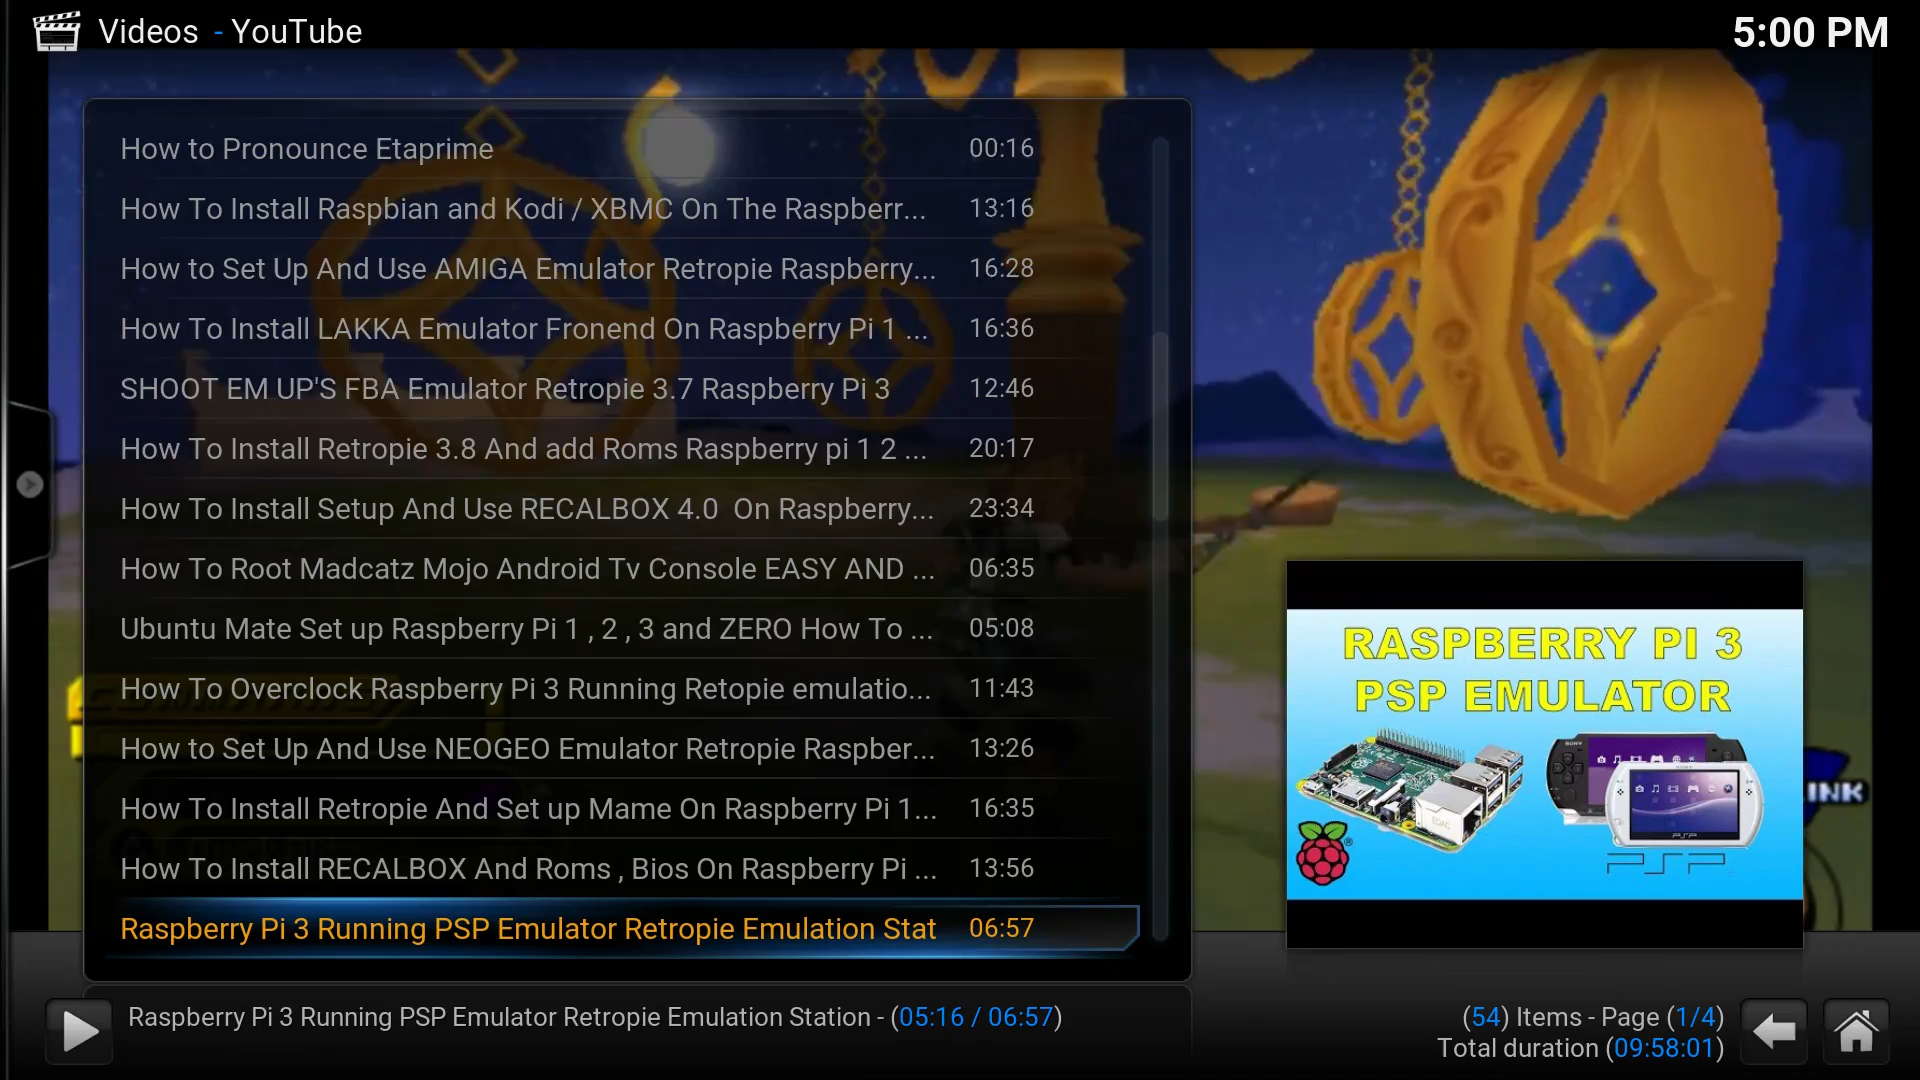 Videos - YouTube
5:00 PM
How to Pronounce Etaprime 00:16
How To Install Raspbian and Kodi / XBMC On The Raspberr... 13:16
How to Set Up And Use AMIGA Emulator Retropie Raspberry... 16:28
How To Install LAKKA Emulator Fronend On Raspberry Pi 1 ... 16:36
SHOOT EM UP'S FBA Emulator Retropie 3.7 Raspberry Pi 3 12:46
How To Install Retropie 3.8 And add Roms Raspberry pi 1 2 ... 20:17
How To Install Setup And Use RECALBOX 4.0  On Raspberry... 23:34
How To Root Madcatz Mojo Android Tv Console EASY AND ... 06:35
Ubuntu Mate Set up Raspberry Pi 1 , 2 , 3 and ZERO How To ... 05:08
How To Overclock Raspberry Pi 3 Running Retopie emulatio... 11:43
How to Set Up And Use NEOGEO Emulator Retropie Raspber... 13:26
How To Install Retropie And Set up Mame On Raspberry Pi 1... 16:35
How To Install RECALBOX And Roms , Bios On Raspberry Pi ... 13:56
Raspberry Pi 3 Running PSP Emulator Retropie Emulation Stat 06:57
RASPBERRY PI 3
PSP EMULATOR
SONY
PSP
PSP
INK
Raspberry Pi 3 Running PSP Emulator Retropie Emulation Station - (05:16 / 06:57)
(54) Items - Page (1/4)
Total duration (09:58:01)